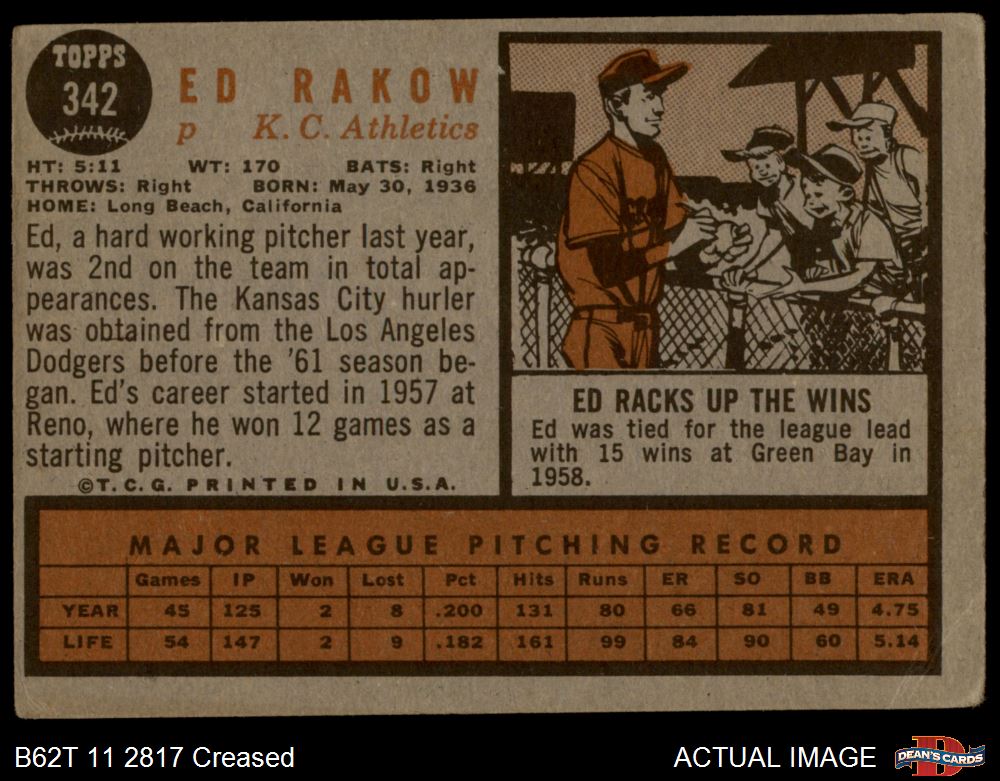 TOPPS
342
ED RAKOW
p K. C. Athletics
HT: 5:11 WT: 170 BATS: Right
THROWS: Right BORN: May 30, 1936
HOME: Long Beach, California
Ed, a hard working pitcher last year,
was 2nd on the team in total ap-
pearances. The Kansas City hurler
was obtained from the Los Angeles
Dodgers before the '61 season be-
gan. Ed's career started in 1957 at
Reno, where he won 12 games as a
starting pitcher.
©T.C.G. PRINTED IN U.S.A.
ED RACKS UP THE WINS
Ed was tied for the league lead
with 15 wins at Green Bay in
1958.
MAJOR LEAGUE PITCHING RECORD
Games IP Won Lost Pct Hits Runs ER SO BB ERA
YEAR 45 125 2 8 .200 131 80 66 81 49 4.75
LIFE 54 147 2 9 .182 161 99 84 90 60 5.14
B62T 11 2817 Creased
ACTUAL IMAGE
DEAN'S CARDS